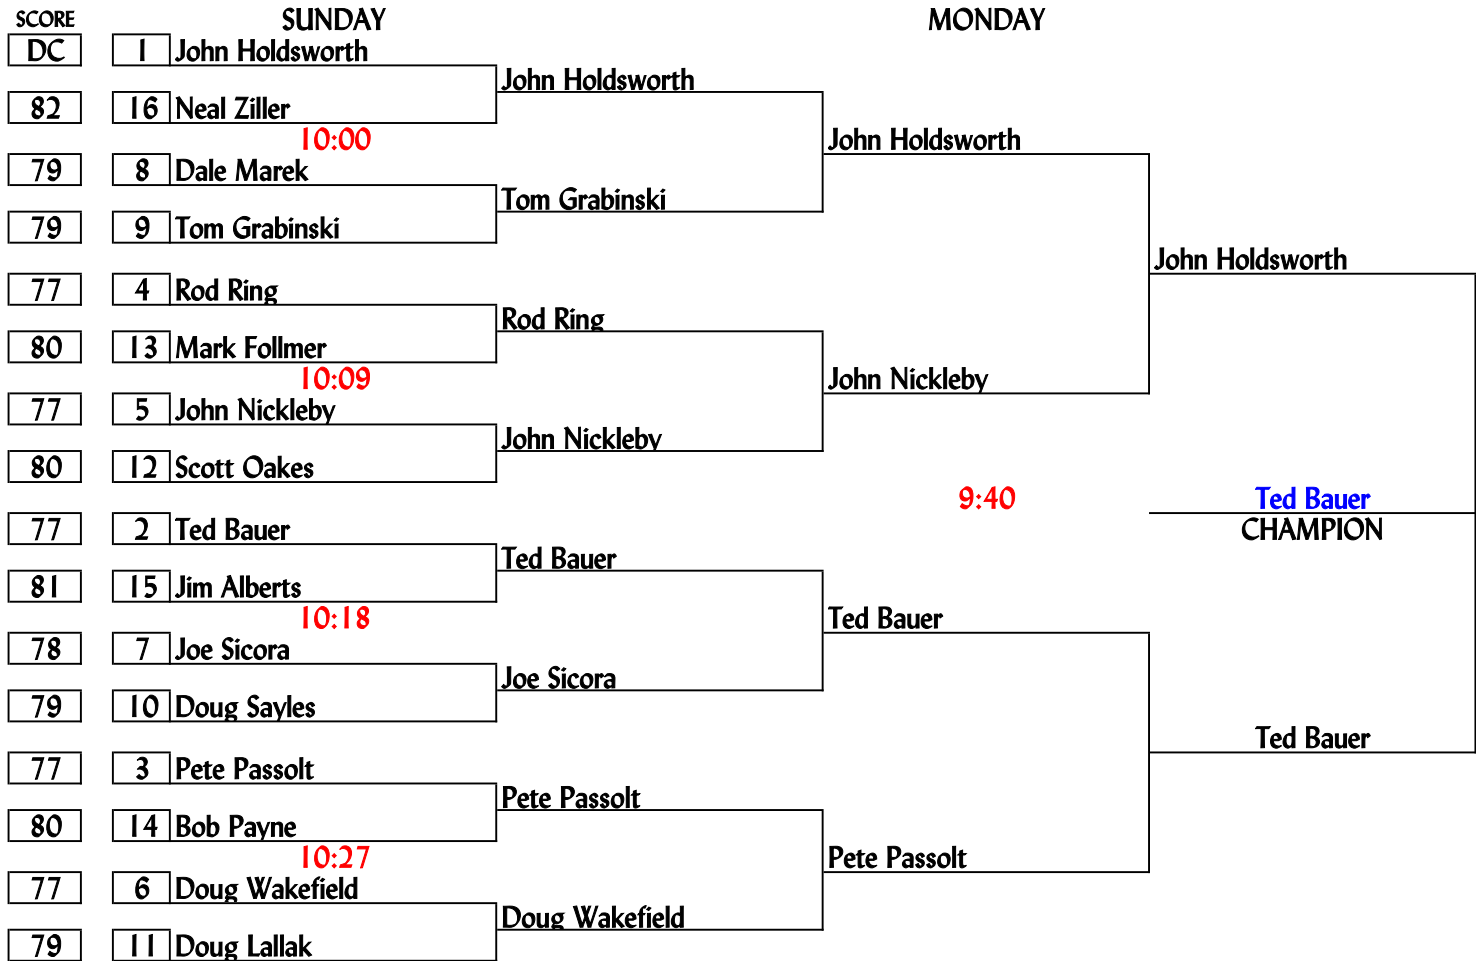 SCORE SUNDAY MONDAY
DC 1 John Holdsworth
John Holdsworth
82 16 Neal Ziller
10:00
John Holdsworth
79 8 Dale Marek
Tom Grabinski
79 9 Tom Grabinski
John Holdsworth
77 4 Rod Ring
Rod Ring
80 13 Mark Follmer
10:09
John Nickleby
77 5 John Nickleby
John Nickleby
80 12 Scott Oakes
9:40
Ted Bauer
CHAMPION
77 2 Ted Bauer
Ted Bauer
81 15 Jim Alberts
10:18
Ted Bauer
78 7 Joe Sicora
Joe Sicora
79 10 Doug Sayles
Ted Bauer
77 3 Pete Passolt
Pete Passolt
80 14 Bob Payne
10:27
Pete Passolt
77 6 Doug Wakefield
Doug Wakefield
79 11 Doug Lallak